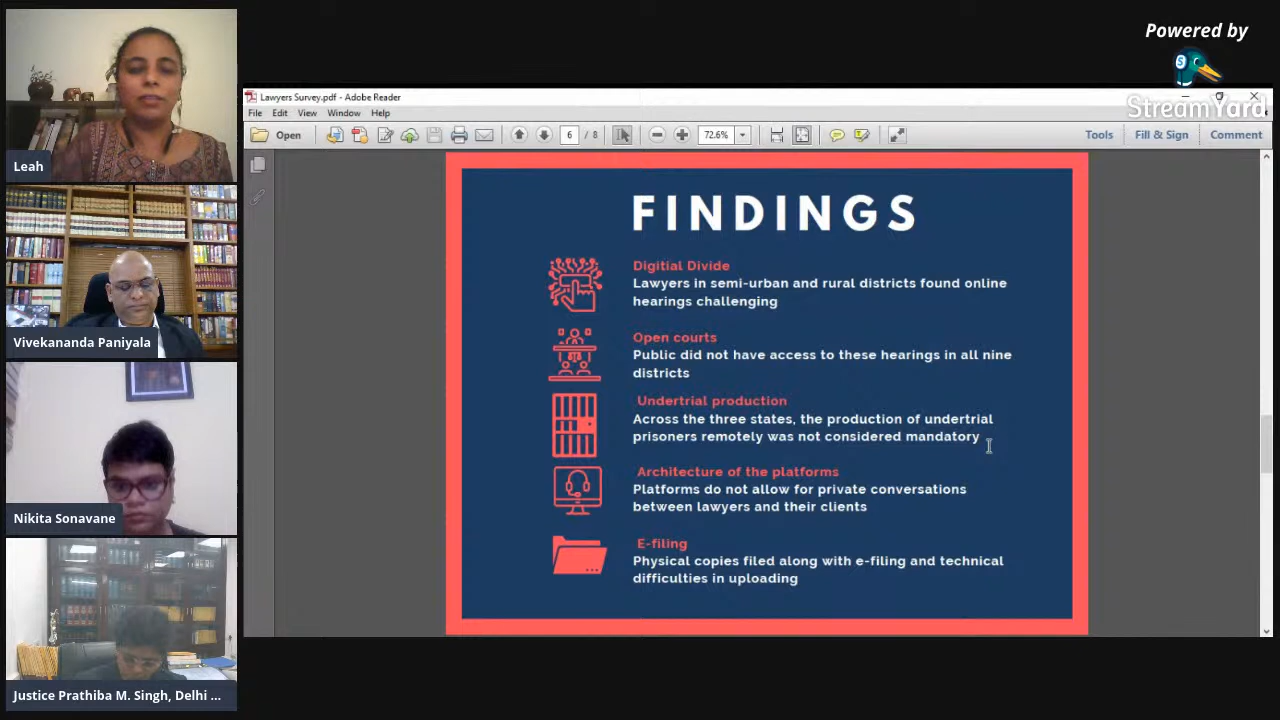 Powered by
StreamYard
Leah
Vivekananda Paniyala
Nikita Sonavane
Justice Prathiba M. Singh, Delhi ...
Lawyers Survey.pdf - Adobe Reader
File Edit View Window Help
Open 6 / 8 72.6% Tools Fill & Sign Comment
FINDINGS
Digitial Divide
Lawyers in semi-urban and rural districts found online
hearings challenging
Open courts
Public did not have access to these hearings in all nine
districts
Undertrial production
Across the three states, the production of undertrial
prisoners remotely was not considered mandatory
Architecture of the platforms
Platforms do not allow for private conversations
between lawyers and their clients
E-filing
Physical copies filed along with e-filing and technical
difficulties in uploading